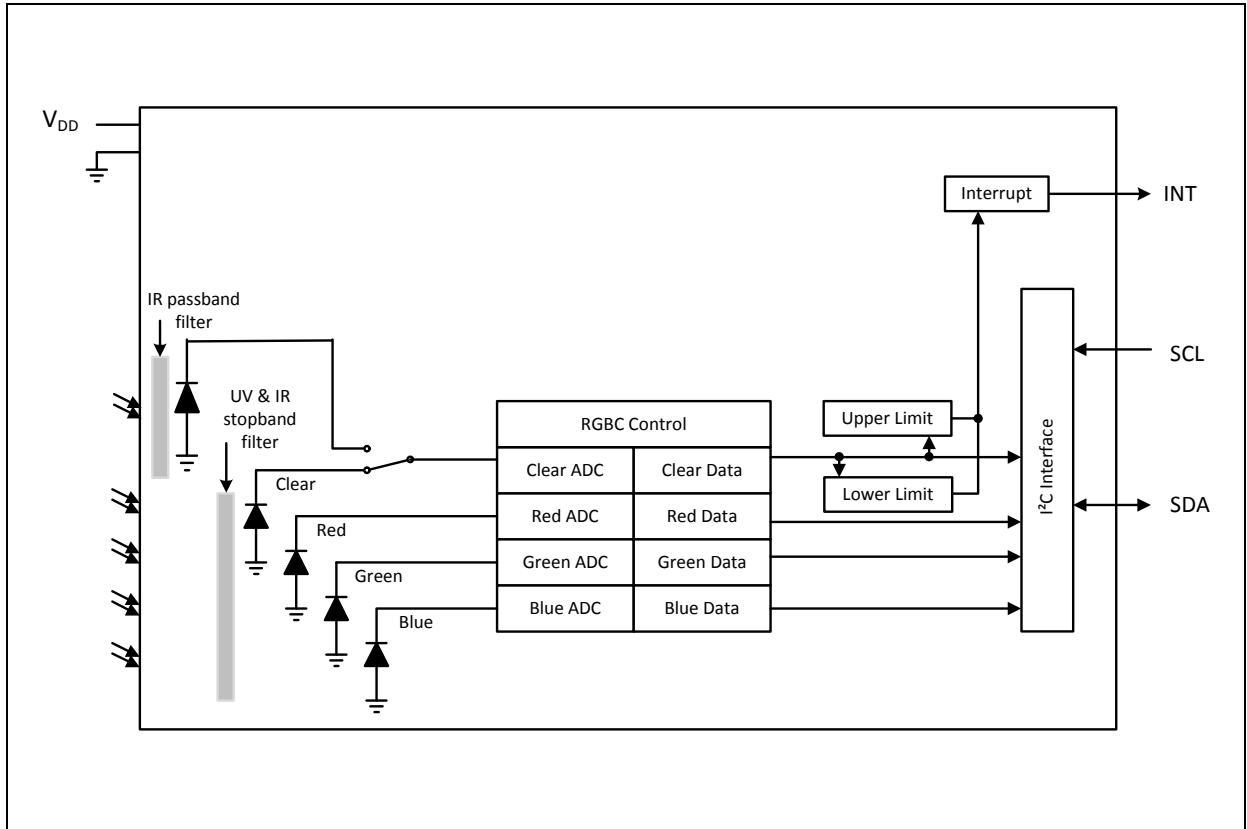 V_DD
Interrupt
INT
IR passband
filter
UV & IR
stopband
filter
SCL
RGBC Control
Upper Limit
Clear
Clear ADC
Clear Data
Lower Limit
I²C Interface
SDA
Red
Red ADC
Red Data
Green
Green ADC
Green Data
Blue
Blue ADC
Blue Data